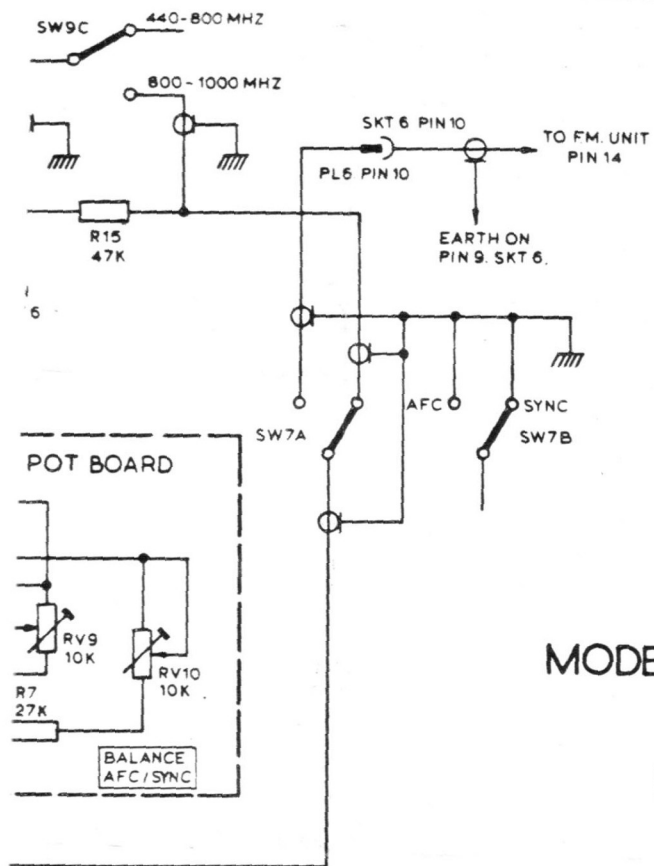 SW9C
440-800 MHZ
800-1000 MHZ
SKT 6 PIN 10
TO F.M. UNIT
PIN 14
PL6 PIN 10
R15
47K
EARTH ON
PIN 9. SKT 6.
6
AFC
SYNC
SW7A
SW7B
POT BOARD
RV9
10K
RV10
10K
R7
27K
BALANCE
AFC/SYNC
MODE